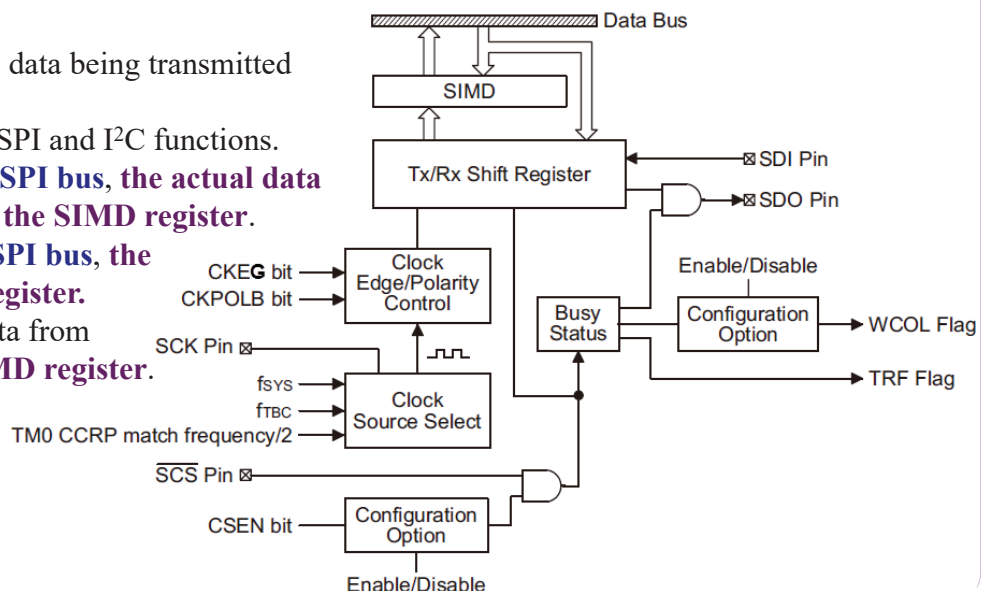 data being transmitted
SPI and I²C functions.
SPI bus, the actual data
the SIMD register.
SPI bus, the
egister.
ta from
MD register.
Data Bus
SIMD
Tx/Rx Shift Register
SDI Pin
SDO Pin
CKEG bit
CKPOLB bit
Clock
Edge/Polarity
Control
Enable/Disable
Busy
Status
Configuration
Option
WCOL Flag
TRF Flag
SCK Pin
fSYS
fTBC
TM0 CCRP match frequency/2
Clock
Source Select
SCS Pin
CSEN bit
Configuration
Option
Enable/Disable